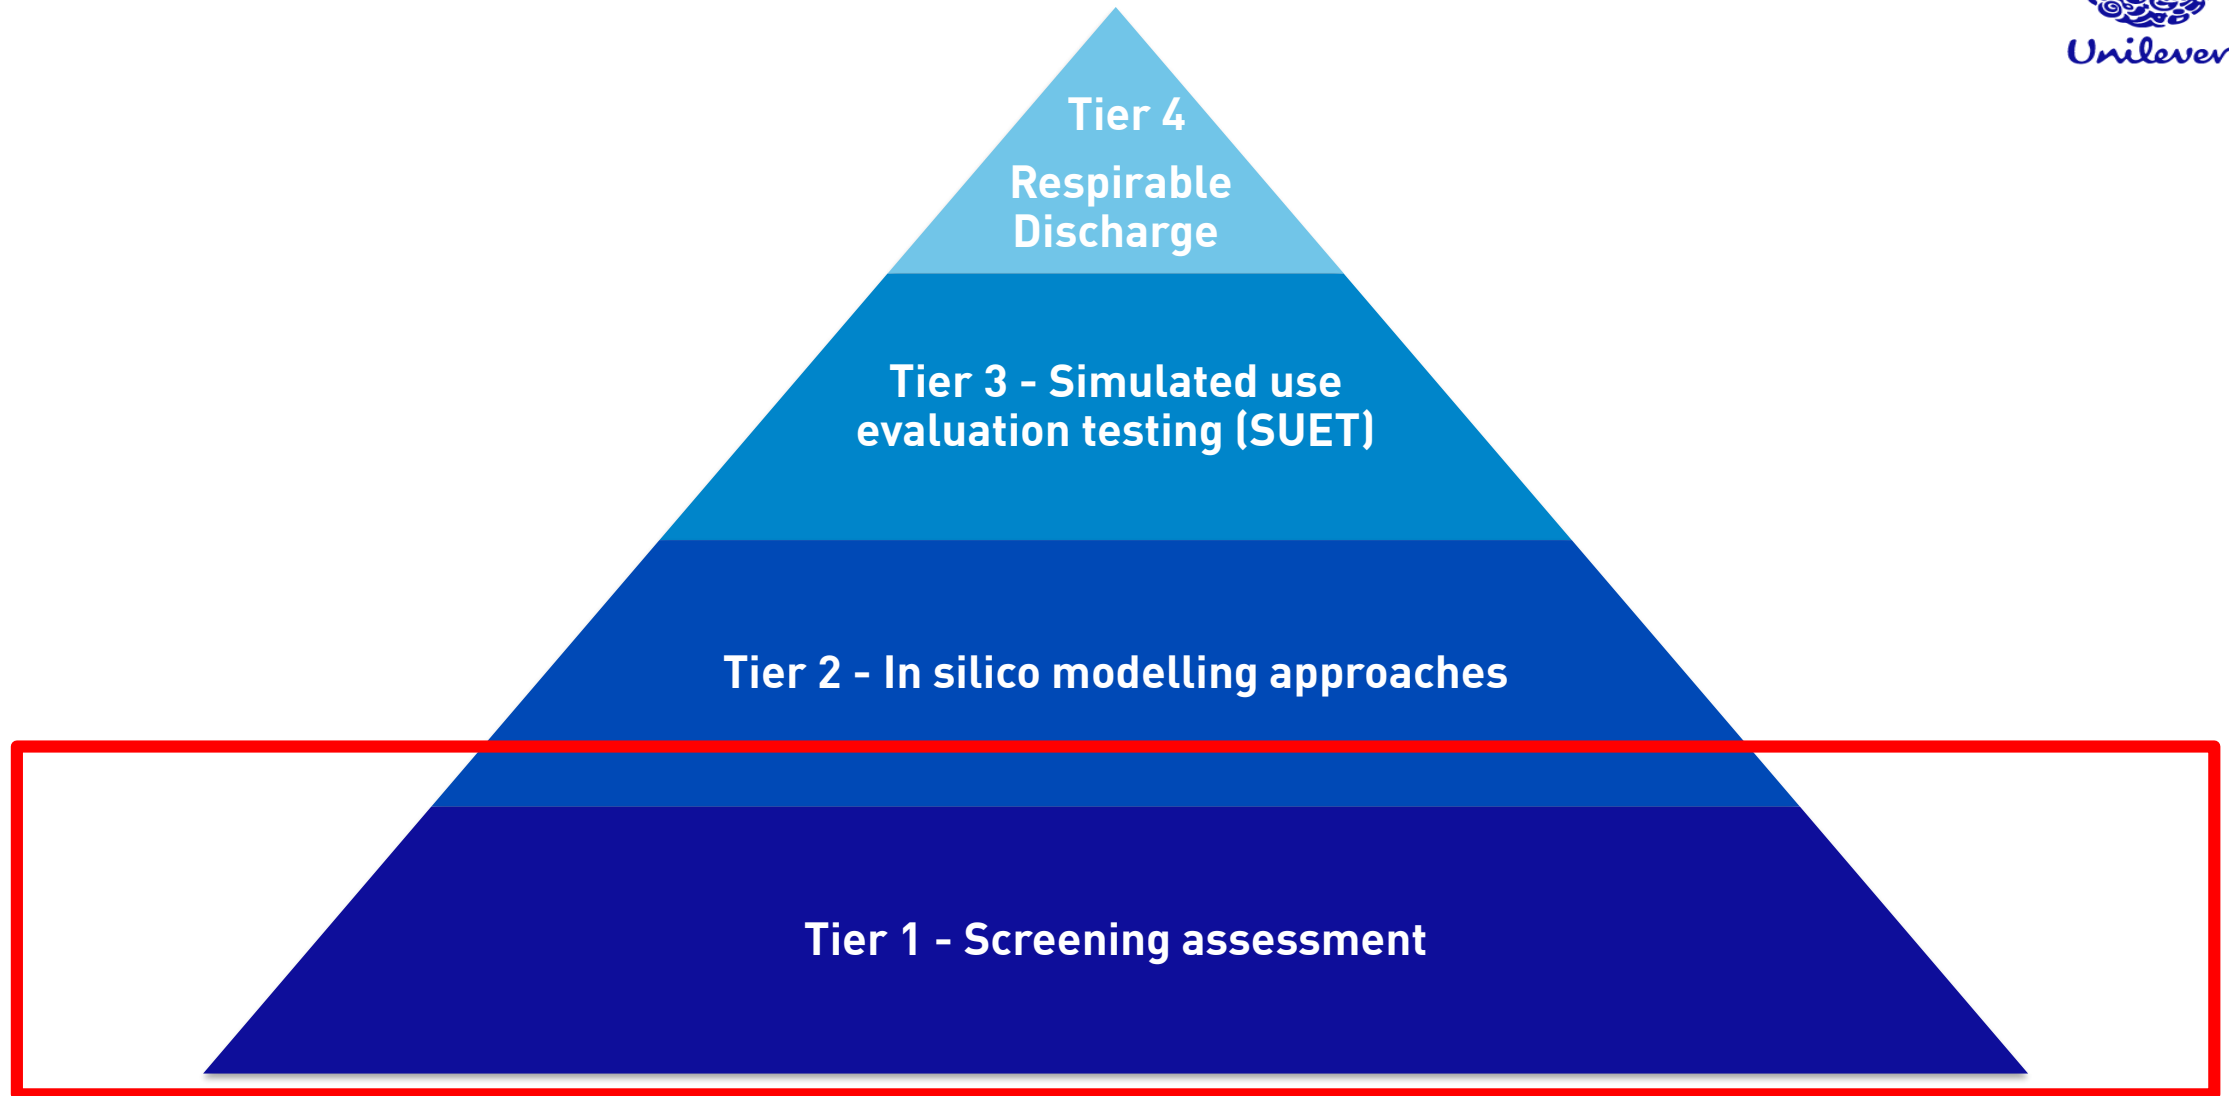 Unilever
Tier 4
Respirable
Discharge
Tier 3 - Simulated use
evaluation testing (SUET)
Tier 2 - In silico modelling approaches
Tier 1 - Screening assessment